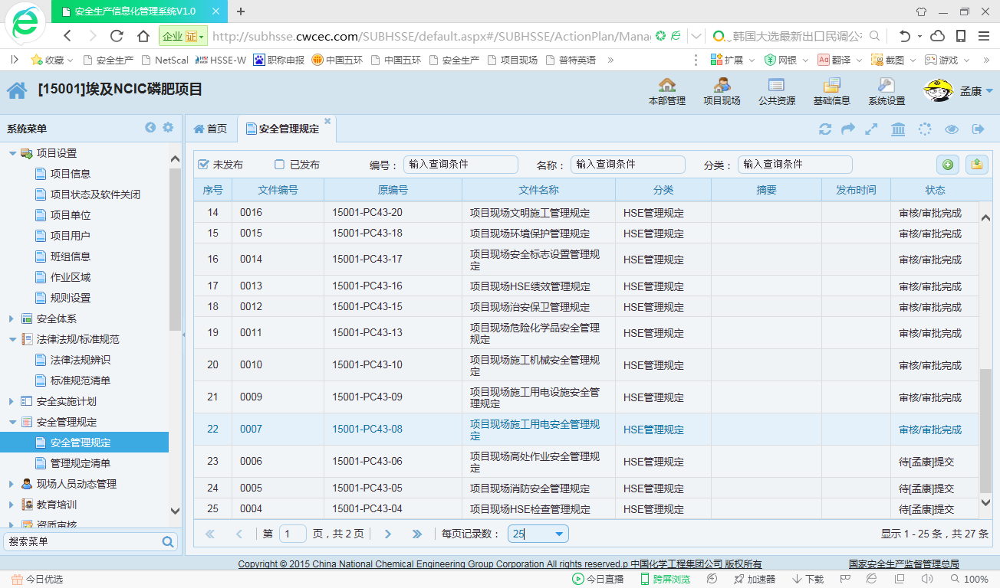 安全生产信息化管理系统V1.0
企业 证
http://subhsse.cwcec.com/SUBHSSE/default.aspx#/SUBHSSE/ActionPlan/Mana
韩国大选最新出口民调公
收藏
安全生产
NetScal
HSSE-W
职称申报
中国五环
中国五环
安全生产
项目现场
普特英语
扩展
网银
Aa 翻译
截图
游戏
[15001]埃及NCIC磷肥项目
本部管理
项目现场
公共资源
基础信息
系统设置
孟康
系统菜单
首页
安全管理规定
项目设置
项目信息
项目状态及软件关闭
项目单位
项目用户
班组信息
作业区域
规则设置
安全体系
法律法规/标准规范
法律法规辨识
标准规范清单
安全实施计划
安全管理规定
安全管理规定
管理规定清单
现场人员动态管理
教育培训
资质审核
搜索菜单
未发布 已发布 编号： 输入查询条件 名称： 输入查询条件 分类： 输入查询条件
序号 文件编号 原编号 文件名称 分类 摘要 发布时间 状态
14 0016 15001-PC43-20 项目现场文明施工管理规定 HSE管理规定 审核/审批完成
15 0015 15001-PC43-18 项目现场环境保护管理规定 HSE管理规定 审核/审批完成
16 0014 15001-PC43-17 项目现场安全标志设置管理规定 HSE管理规定 审核/审批完成
17 0013 15001-PC43-16 项目现场HSE绩效管理规定 HSE管理规定 审核/审批完成
18 0012 15001-PC43-15 项目现场治安保卫管理规定 HSE管理规定 审核/审批完成
19 0011 15001-PC43-13 项目现场危险化学品安全管理规定 HSE管理规定 审核/审批完成
20 0010 15001-PC43-10 项目现场施工机械安全管理规定 HSE管理规定 审核/审批完成
21 0009 15001-PC43-09 项目现场施工用电设施安全管理规定 HSE管理规定 审核/审批完成
22 0007 15001-PC43-08 项目现场施工用电安全管理规定 HSE管理规定 审核/审批完成
23 0006 15001-PC43-06 项目现场高处作业安全管理规定 HSE管理规定 待[孟康]提交
24 0005 15001-PC43-05 项目现场消防安全管理规定 HSE管理规定 待[孟康]提交
25 0004 15001-PC43-04 项目现场HSE检查管理规定 HSE管理规定 待[孟康]提交
第 1 页，共 2 页 每页记录数： 25 显示 1 - 25 条，共 27 条
Copyright © 2015 China National Chemical Engineering Group Corporation All rights reserved.p 中国化学工程集团公司 版权所有
国家安全生产监督管理总局
今日优选
今日直播
跨屏浏览
加速器
下载
100%